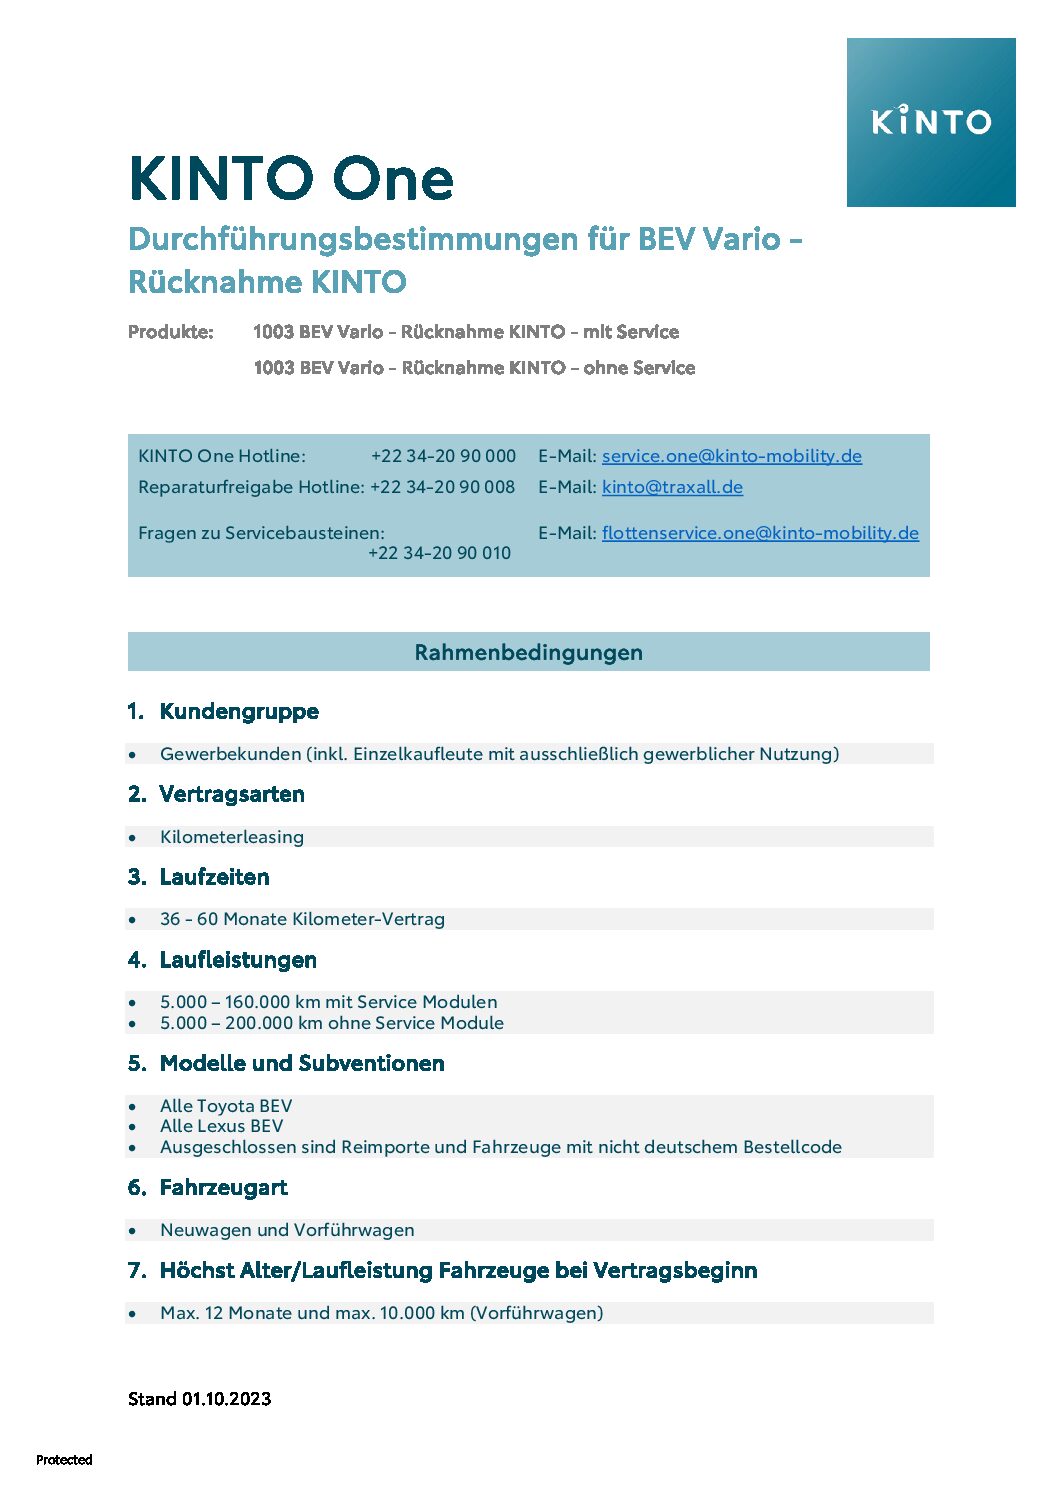 KINTO
KINTO One
Durchführungsbestimmungen für BEV Vario -
Rücknahme KINTO
Produkte: 1003 BEV Vario - Rücknahme KINTO - mit Service
1003 BEV Vario - Rücknahme KINTO – ohne Service
KINTO One Hotline: +22 34-20 90 000 E-Mail: service.one@kinto-mobility.de
Reparaturfreigabe Hotline: +22 34-20 90 008 E-Mail: kinto@traxall.de
Fragen zu Servicebausteinen: E-Mail: flottenservice.one@kinto-mobility.de
+22 34-20 90 010
Rahmenbedingungen
1. Kundengruppe
• Gewerbekunden (inkl. Einzelkaufleute mit ausschließlich gewerblicher Nutzung)
2. Vertragsarten
• Kilometerleasing
3. Laufzeiten
• 36 - 60 Monate Kilometer-Vertrag
4. Laufleistungen
• 5.000 – 160.000 km mit Service Modulen
• 5.000 – 200.000 km ohne Service Module
5. Modelle und Subventionen
• Alle Toyota BEV
• Alle Lexus BEV
• Ausgeschlossen sind Reimporte und Fahrzeuge mit nicht deutschem Bestellcode
6. Fahrzeugart
• Neuwagen und Vorführwagen
7. Höchst Alter/Laufleistung Fahrzeuge bei Vertragsbeginn
• Max. 12 Monate und max. 10.000 km (Vorführwagen)
Stand 01.10.2023
Protected